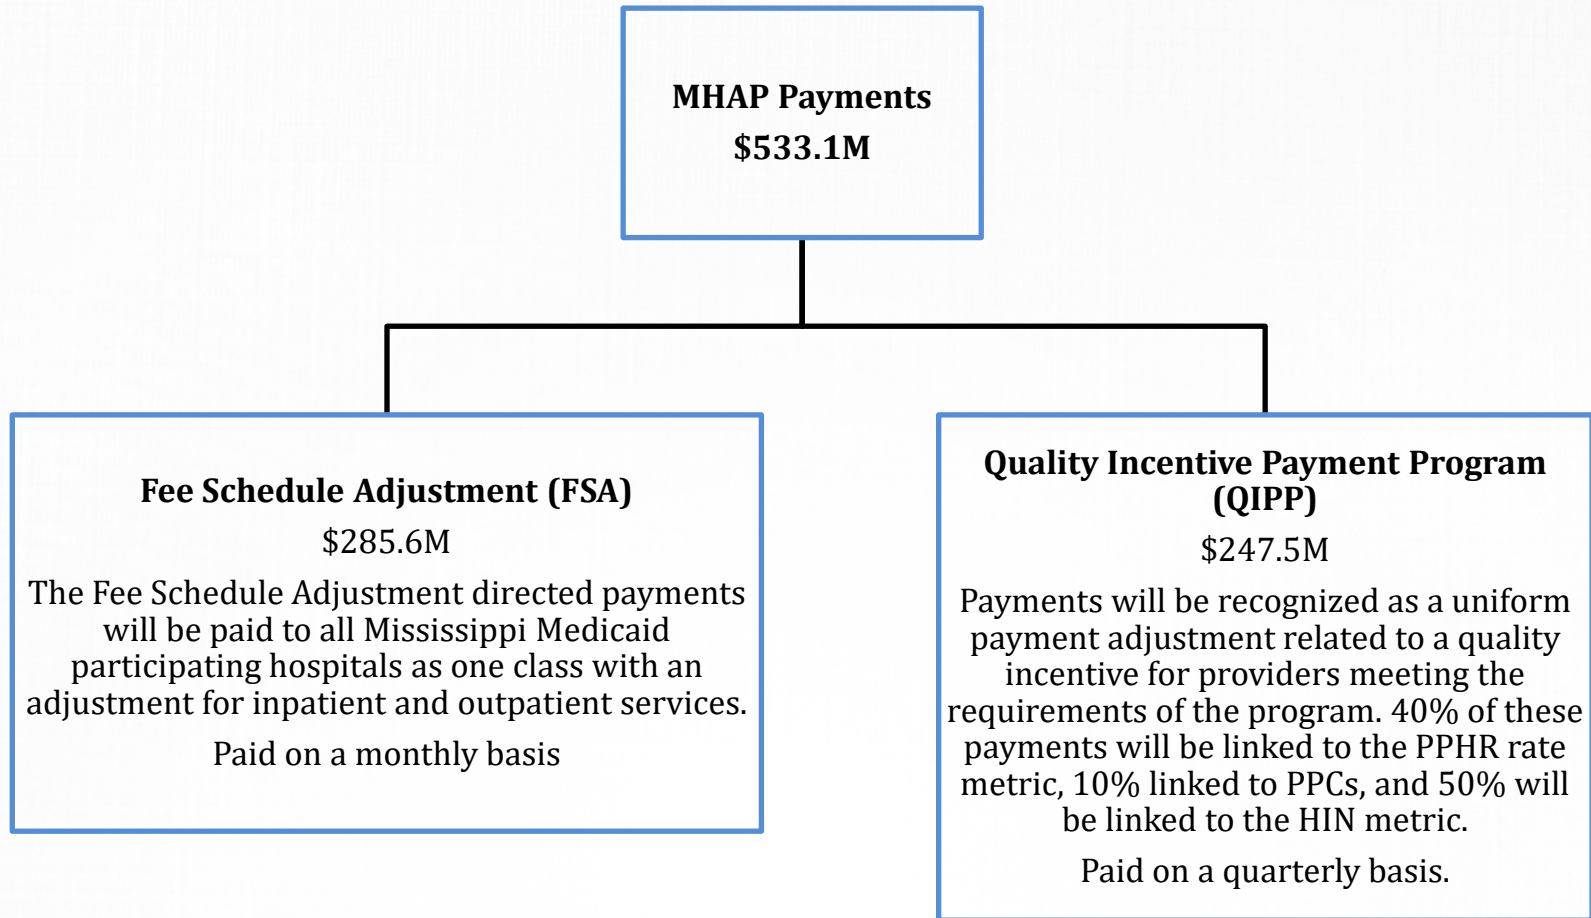 MHAP Payments
$533.1M
Fee Schedule Adjustment (FSA)
$285.6M
The Fee Schedule Adjustment directed payments
will be paid to all Mississippi Medicaid
participating hospitals as one class with an
adjustment for inpatient and outpatient services.
Paid on a monthly basis
Quality Incentive Payment Program
(QIPP)
$247.5M
Payments will be recognized as a uniform
payment adjustment related to a quality
incentive for providers meeting the
requirements of the program. 40% of these
payments will be linked to the PPHR rate
metric, 10% linked to PPCs, and 50% will
be linked to the HIN metric.
Paid on a quarterly basis.